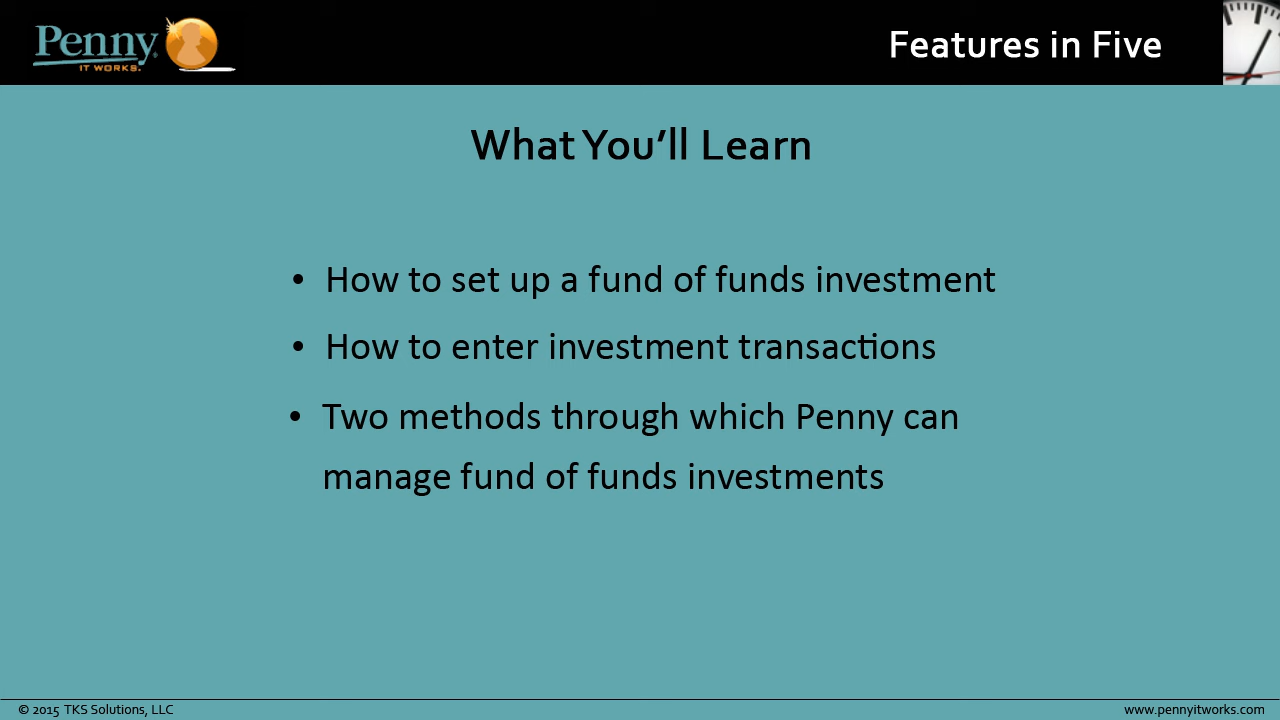 Penny®
IT WORKS.
Features in Five
What You’ll Learn
• How to set up a fund of funds investment
• How to enter investment transactions
• Two methods through which Penny can
manage fund of funds investments
© 2015 TKS Solutions, LLC
www.pennyitworks.com